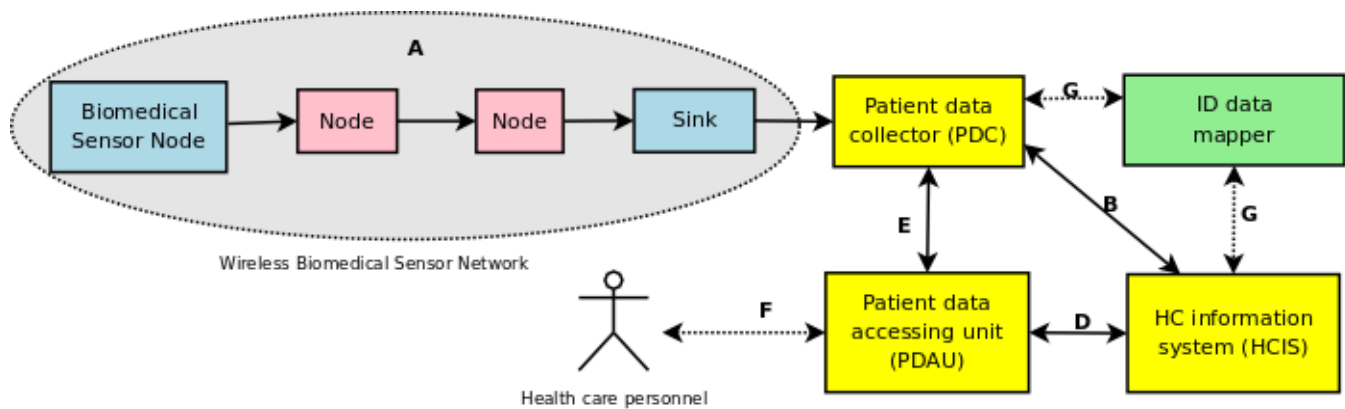 A
Biomedical
Sensor Node
Node
Node
Sink
Patient data
collector (PDC)
G
ID data
mapper
B
G
E
Wireless Biomedical Sensor Network
F
Patient data
accessing unit
(PDAU)
D
HC information
system (HCIS)
Health care personnel